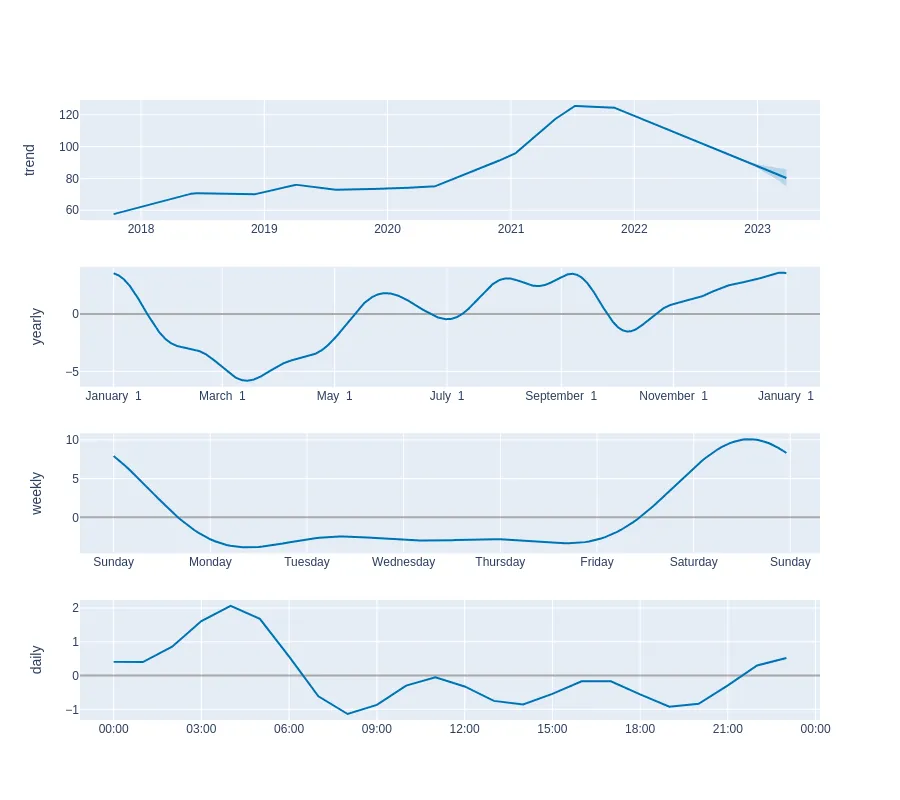 trend
120
100
80
60
2018 2019 2020 2021 2022 2023
yearly
0
−5
January 1 March 1 May 1 July 1 September 1 November 1 January 1
weekly
10
5
0
Sunday Monday Tuesday Wednesday Thursday Friday Saturday Sunday
daily
2
1
0
−1
00:00 03:00 06:00 09:00 12:00 15:00 18:00 21:00 00:00